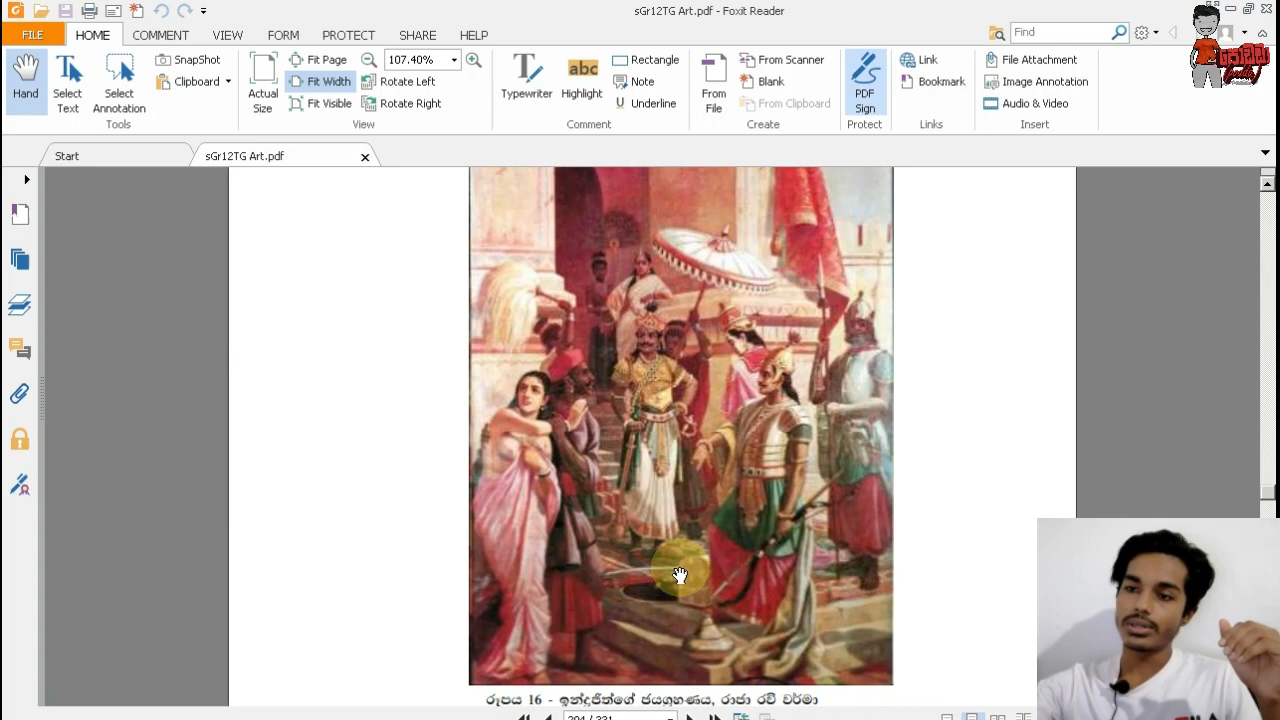 sGr12TG Art.pdf - Foxit Reader
FILE HOME COMMENT VIEW FORM PROTECT SHARE HELP
Find
Hand
Select Text
Select Annotation
SnapShot
Clipboard
Tools
Actual Size
Fit Page
Fit Width
Fit Visible
107.40%
Rotate Left
Rotate Right
View
Typewriter
Highlight
abc
Rectangle
Note
Underline
Comment
From File
From Scanner
Blank
From Clipboard
Create
PDF Sign
Protect
Link
Bookmark
Links
File Attachment
Image Annotation
Audio & Video
Insert
Start
sGr12TG Art.pdf
රූපය 16 - ඉන්ද්‍රජිත්ගේ ජයග්‍රහණය, රාජා රවි වර්මා
204 / 331